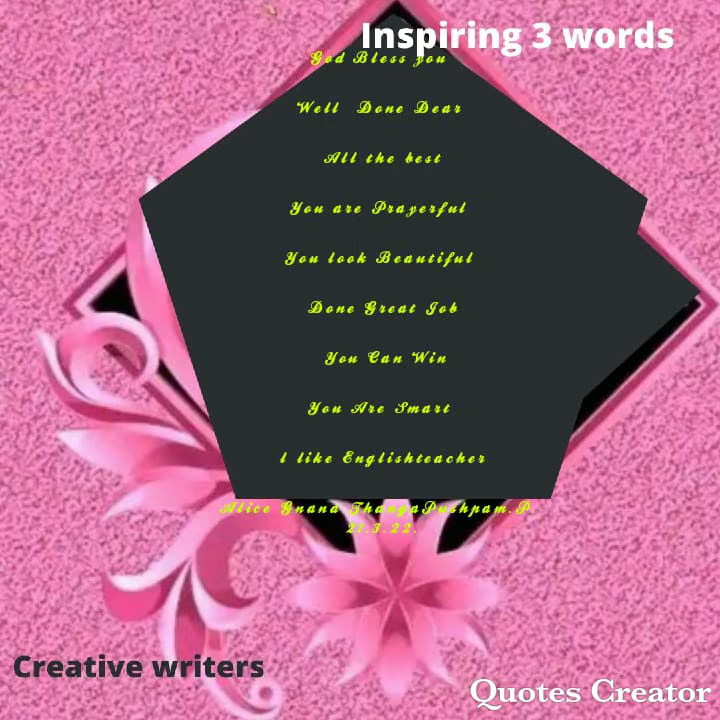 Inspiring 3 words
God Bless you
Well Done Dear
All the best
You are Prayerful
You look Beautiful
Done Great Job
You Can Win
You Are Smart
l like Englishteacher
Alice Gnana ThangaPushpam.P.
21.3.22.
Creative writers
Quotes Creator